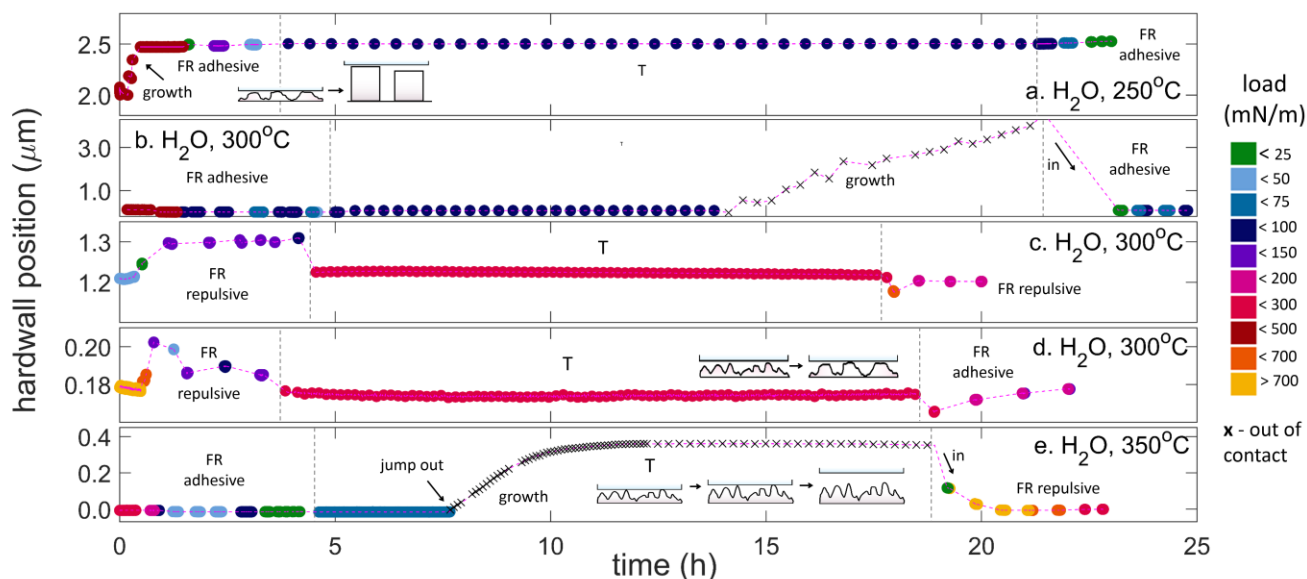 hardwall position (μm)
2.5
2.0
FR adhesive
growth
T
FR
adhesive
a. H₂O, 250°C
b. H₂O, 300°C
3.0
1.0
FR adhesive
T
growth
in
FR
adhesive
c. H₂O, 300°C
1.3
1.2
FR
repulsive
T
FR repulsive
d. H₂O, 300°C
0.20
0.18
FR
repulsive
T
FR
adhesive
e. H₂O, 350°C
0.4
0.2
0.0
FR
adhesive
jump out
growth
T
in
FR repulsive
0 5 10 15 20 25
time (h)
load
(mN/m)
< 25
< 50
< 75
< 100
< 150
< 200
< 300
< 500
< 700
> 700
x - out of
contact